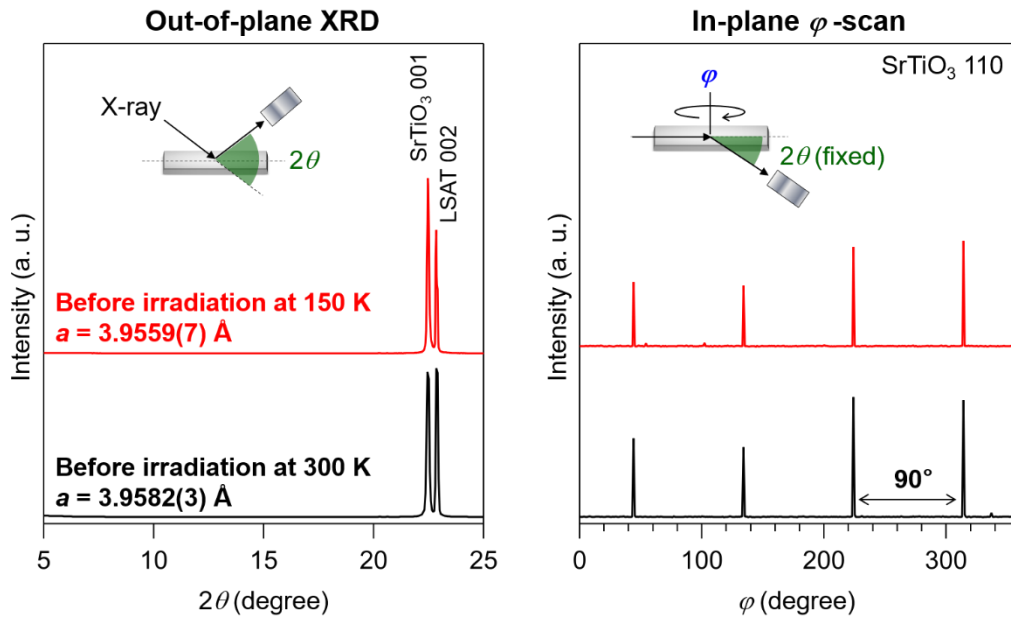 Out-of-plane XRD
X-ray
2θ
SrTiO₃ 001
LSAT 002
Before irradiation at 150 K
a = 3.9559(7) Å
Before irradiation at 300 K
a = 3.9582(3) Å
Intensity (a. u.)
5 10 15 20 25
2θ (degree)
In-plane φ -scan
SrTiO₃ 110
φ
2θ (fixed)
90°
Intensity (a. u.)
0 100 200 300
φ (degree)